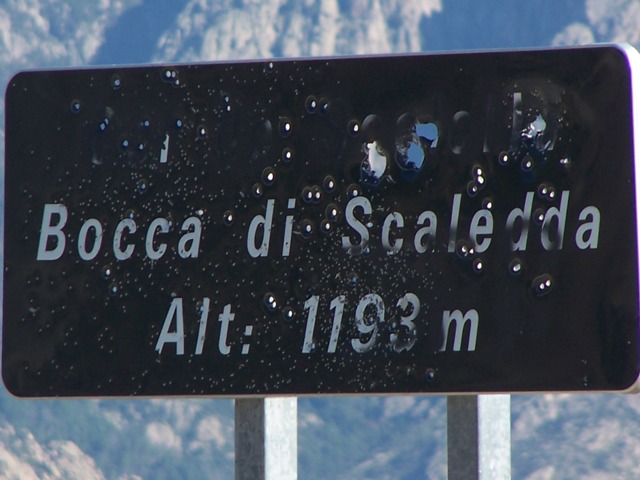 Bocca di Scaledda
Alt: 1193 m